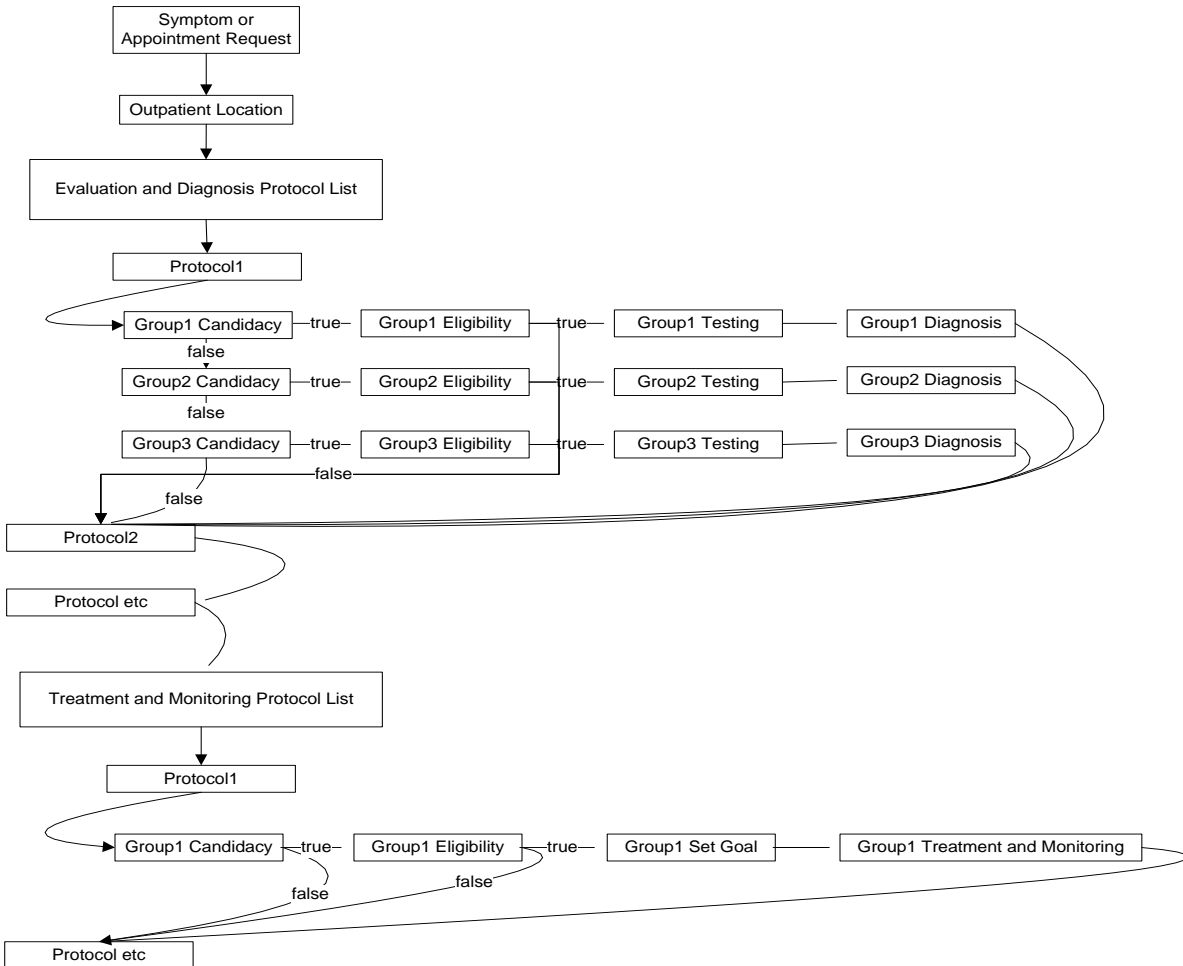 Symptom or
Appointment Request
Outpatient Location
Evaluation and Diagnosis Protocol List
Protocol1
Group1 Candidacy true Group1 Eligibility true Group1 Testing Group1 Diagnosis
false
Group2 Candidacy true Group2 Eligibility true Group2 Testing Group2 Diagnosis
false
Group3 Candidacy true Group3 Eligibility true Group3 Testing Group3 Diagnosis
false
false
Protocol2
Protocol etc
Treatment and Monitoring Protocol List
Protocol1
Group1 Candidacy true Group1 Eligibility true Group1 Set Goal Group1 Treatment and Monitoring
false
false
Protocol etc